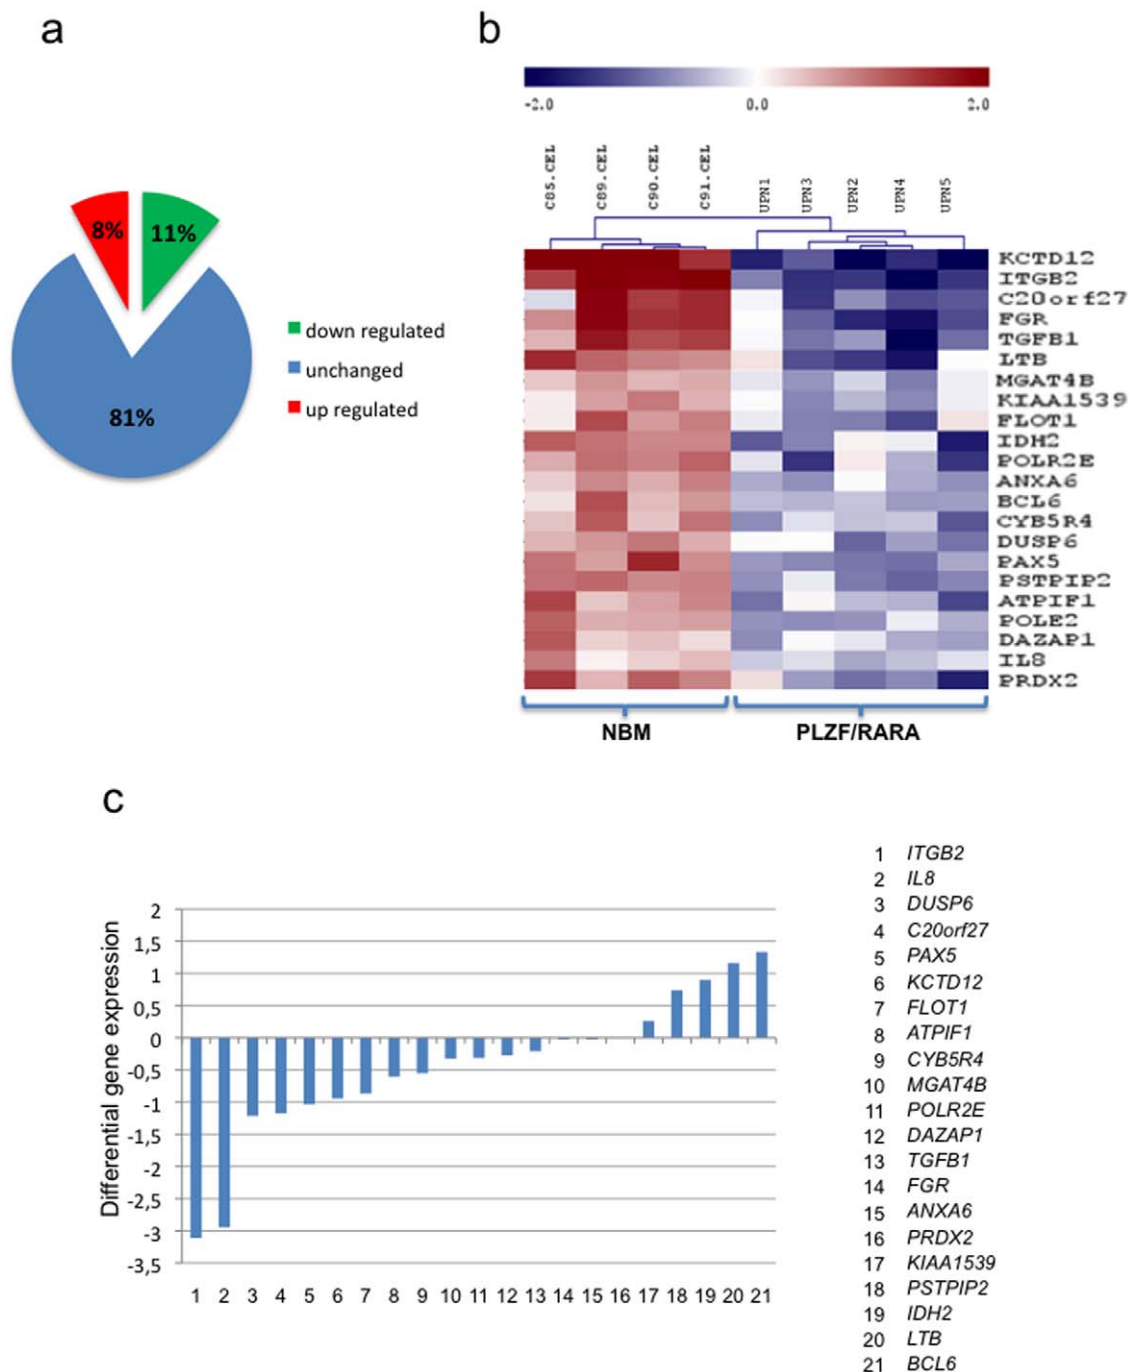 a
8%
11%
81%
down regulated
unchanged
up regulated
b
-2.0 0.0 2.0
C88.CEL C89.CEL C90.CEL C91.CEL UPN1 UPN3 UPN2 UPN4 UPN5
KCTD12
ITGB2
C20orf27
FGR
TGFB1
LTB
MGAT4B
KIAA1539
FLOT1
IDH2
POLR2E
ANXA6
BCL6
CYB5R4
DUSP6
PAX5
PSTPIP2
ATPIF1
POLE2
DAZAP1
IL8
PRDX2
NBM PLZF/RARA
c
Differential gene expression
2
1,5
1
0,5
0
-0,5
-1
-1,5
-2
-2,5
-3
-3,5
1 2 3 4 5 6 7 8 9 10 11 12 13 14 15 16 17 18 19 20 21
1 ITGB2
2 IL8
3 DUSP6
4 C20orf27
5 PAX5
6 KCTD12
7 FLOT1
8 ATPIF1
9 CYB5R4
10 MGAT4B
11 POLR2E
12 DAZAP1
13 TGFB1
14 FGR
15 ANXA6
16 PRDX2
17 KIAA1539
18 PSTPIP2
19 IDH2
20 LTB
21 BCL6